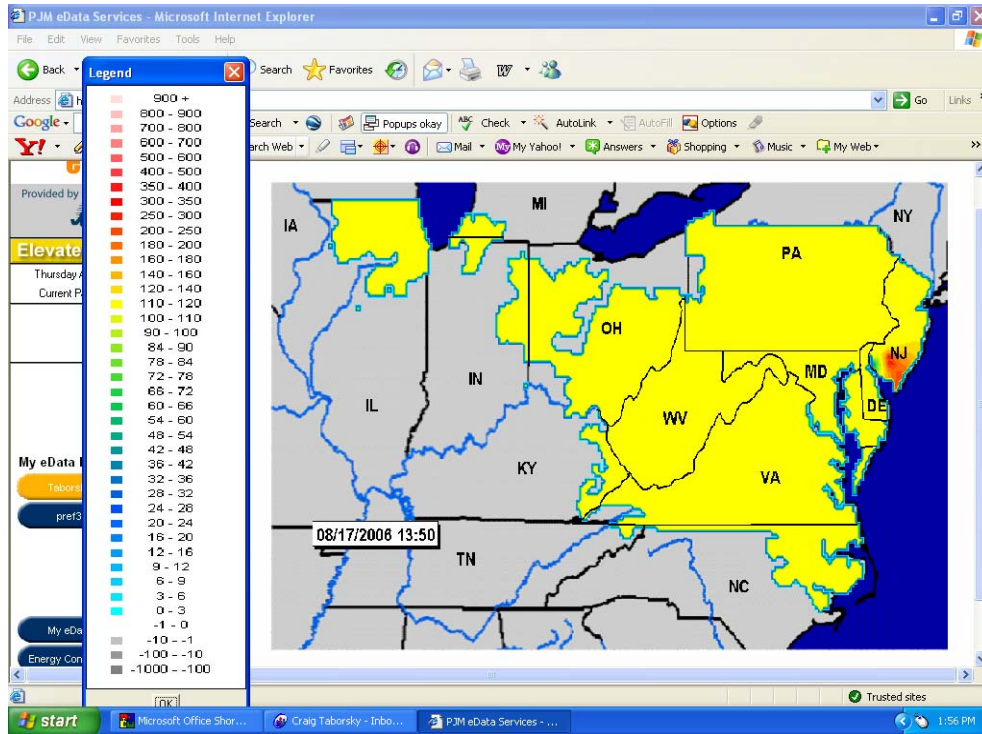 PJM eData Services - Microsoft Internet Explorer
File Edit View Favorites Tools Help
Back Search Favorites
Address Go Links
Google - Search Popups okay Check AutoLink AutoFill Options
Y! arch Web Mail My Yahoo! Answers Shopping Music My Web
Legend
900 +
800 - 900
700 - 800
600 - 700
500 - 600
400 - 500
350 - 400
300 - 350
250 - 300
200 - 250
180 - 200
160 - 180
140 - 160
120 - 140
110 - 120
100 - 110
90 - 100
84 - 90
78 - 84
72 - 78
66 - 72
60 - 66
54 - 60
48 - 54
42 - 48
36 - 42
32 - 36
28 - 32
24 - 28
20 - 24
16 - 20
12 - 16
9 - 12
6 - 9
3 - 6
0 - 3
-1 - 0
-10 - -1
-100 - -10
-1000 - -100
OK
Provided by
Elevate
Thursday A
Current P
My eData
Tabors
pref3
My eDa
Energy Con
IA
MI
NY
PA
OH
NJ
IN
MD
IL
DE
WV
KY
VA
08/17/2006 13:50
TN
NC
Trusted sites
start Microsoft Office Shor... Craig Taborsky - Inbo... PJM eData Services - ... 1:56 PM